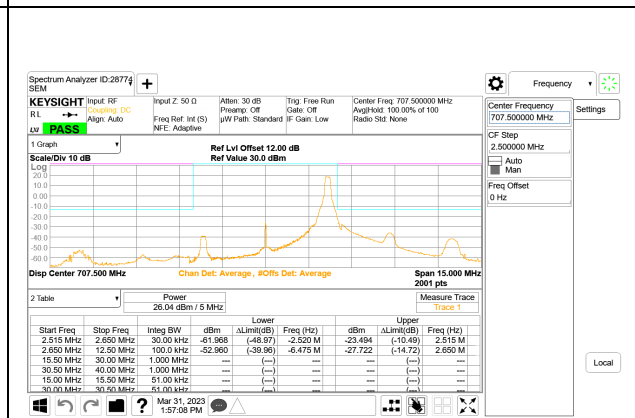 Spectrum Analyzer ID:28774
SEM
Frequency
KEYSIGHT
Input: RF
Coupling: DC
Align: Auto
Input Z: 50 Ω
Freq Ref: Int (S)
NFE: Adaptive
Atten: 30 dB
Preamp: Off
µW Path: Standard
Trig: Free Run
Gate: Off
IF Gain: Low
Center Freq: 707.500000 MHz
Avg|Hold: 100.00% of 100
Radio Std: None
R L
PASS
Center Frequency
707.500000 MHz
Settings
CF Step
2.500000 MHz
Auto
Man
Freq Offset
0 Hz
1 Graph
Ref Lvl Offset 12.00 dB
Scale/Div 10 dB
Ref Value 30.0 dBm
Log
20.0
10.0
0.00
-10.0
-20.0
-30.0
-40.0
-50.0
-60.0
Disp Center 707.500 MHz
Chan Det: Average, #Offs Det: Average
Span 15.000 MHz
2001 pts
2 Table
Power
26.04 dBm / 5 MHz
Measure Trace
Trace 1
Lower Upper
Start Freq Stop Freq Integ BW dBm ΔLimit(dB) Freq (Hz) dBm ΔLimit(dB) Freq (Hz)
2.515 MHz 2.650 MHz 30.00 kHz -61.968 (-48.97) -2.520 M -23.494 (-10.49) 2.515 M
2.650 MHz 12.50 MHz 100.0 kHz -52.960 (-39.96) -6.475 M -27.722 (-14.72) 2.650 M
15.50 MHz 30.00 MHz 1.000 MHz --- (---) --- --- (---) ---
30.50 MHz 40.00 MHz 1.000 MHz --- (---) --- --- (---) ---
15.00 MHz 15.50 MHz 51.00 kHz --- (---) --- --- (---) ---
30.00 MHz 30.50 MHz 51.00 kHz --- (---) --- --- (---) ---
Local
Mar 31, 2023
1:57:08 PM